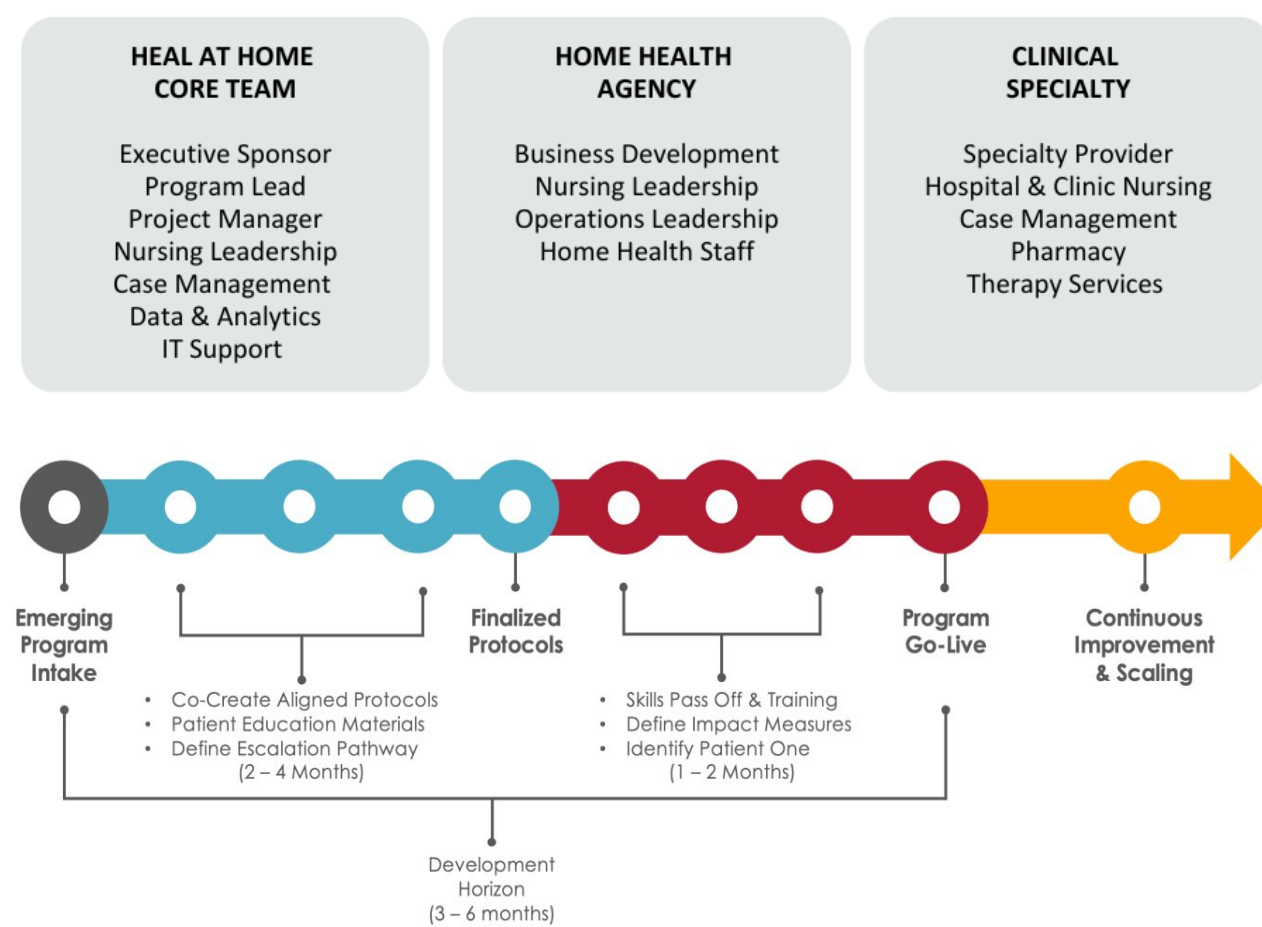 HEAL AT HOME
CORE TEAM
Executive Sponsor
Program Lead
Project Manager
Nursing Leadership
Case Management
Data & Analytics
IT Support
HOME HEALTH
AGENCY
Business Development
Nursing Leadership
Operations Leadership
Home Health Staff
CLINICAL
SPECIALTY
Specialty Provider
Hospital & Clinic Nursing
Case Management
Pharmacy
Therapy Services
Emerging
Program
Intake
• Co-Create Aligned Protocols
• Patient Education Materials
• Define Escalation Pathway
(2 – 4 Months)
Finalized
Protocols
• Skills Pass Off & Training
• Define Impact Measures
• Identify Patient One
(1 – 2 Months)
Program
Go-Live
Continuous
Improvement
& Scaling
Development
Horizon
(3 – 6 months)